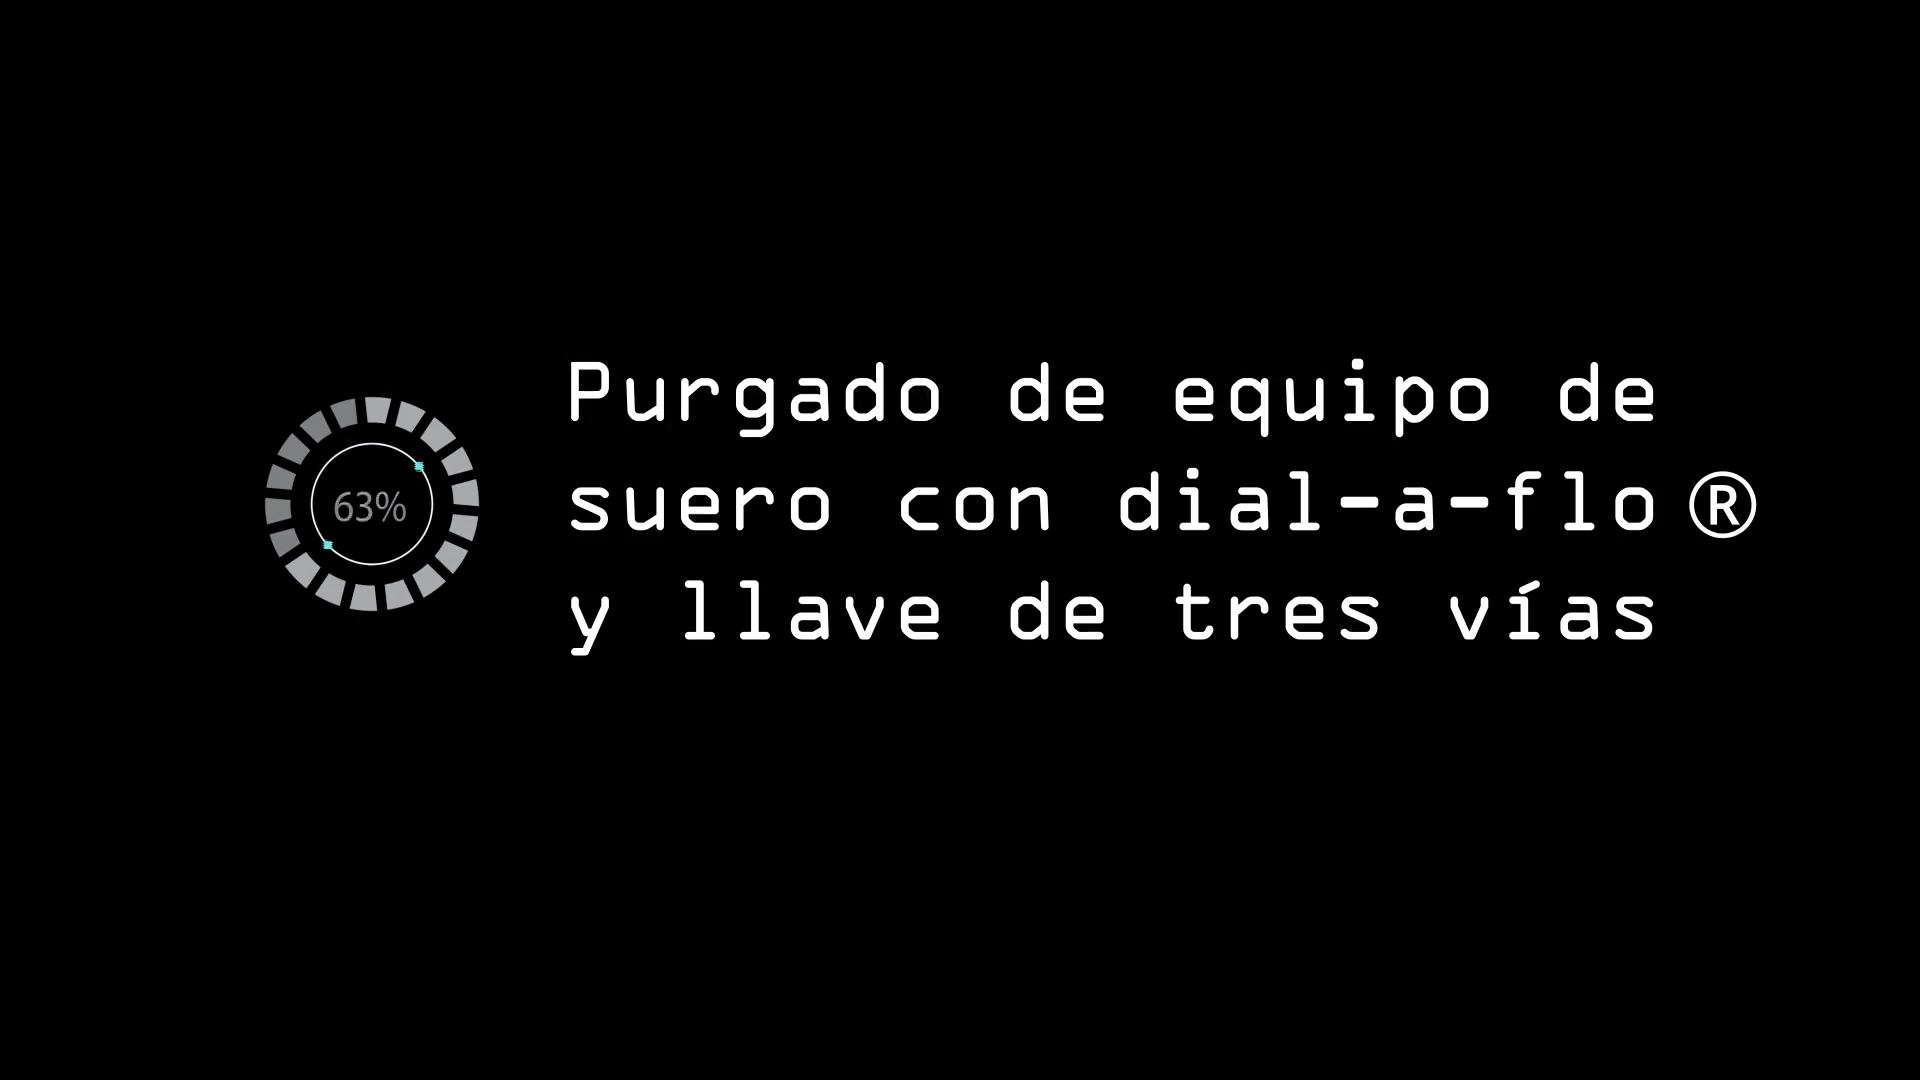 63%
Purgado de equipo de
suero con dial-a-flo®
y llave de tres vías